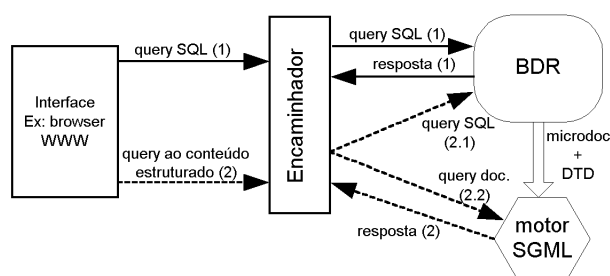 query SQL (1)
Interface
Ex: browser
WWW
query ao conteúdo
estruturado (2)
Encaminhador
query SQL (1)
resposta (1)
query SQL
(2.1)
query doc.
(2.2)
resposta (2)
BDR
microdoc
+
DTD
motor
SGML